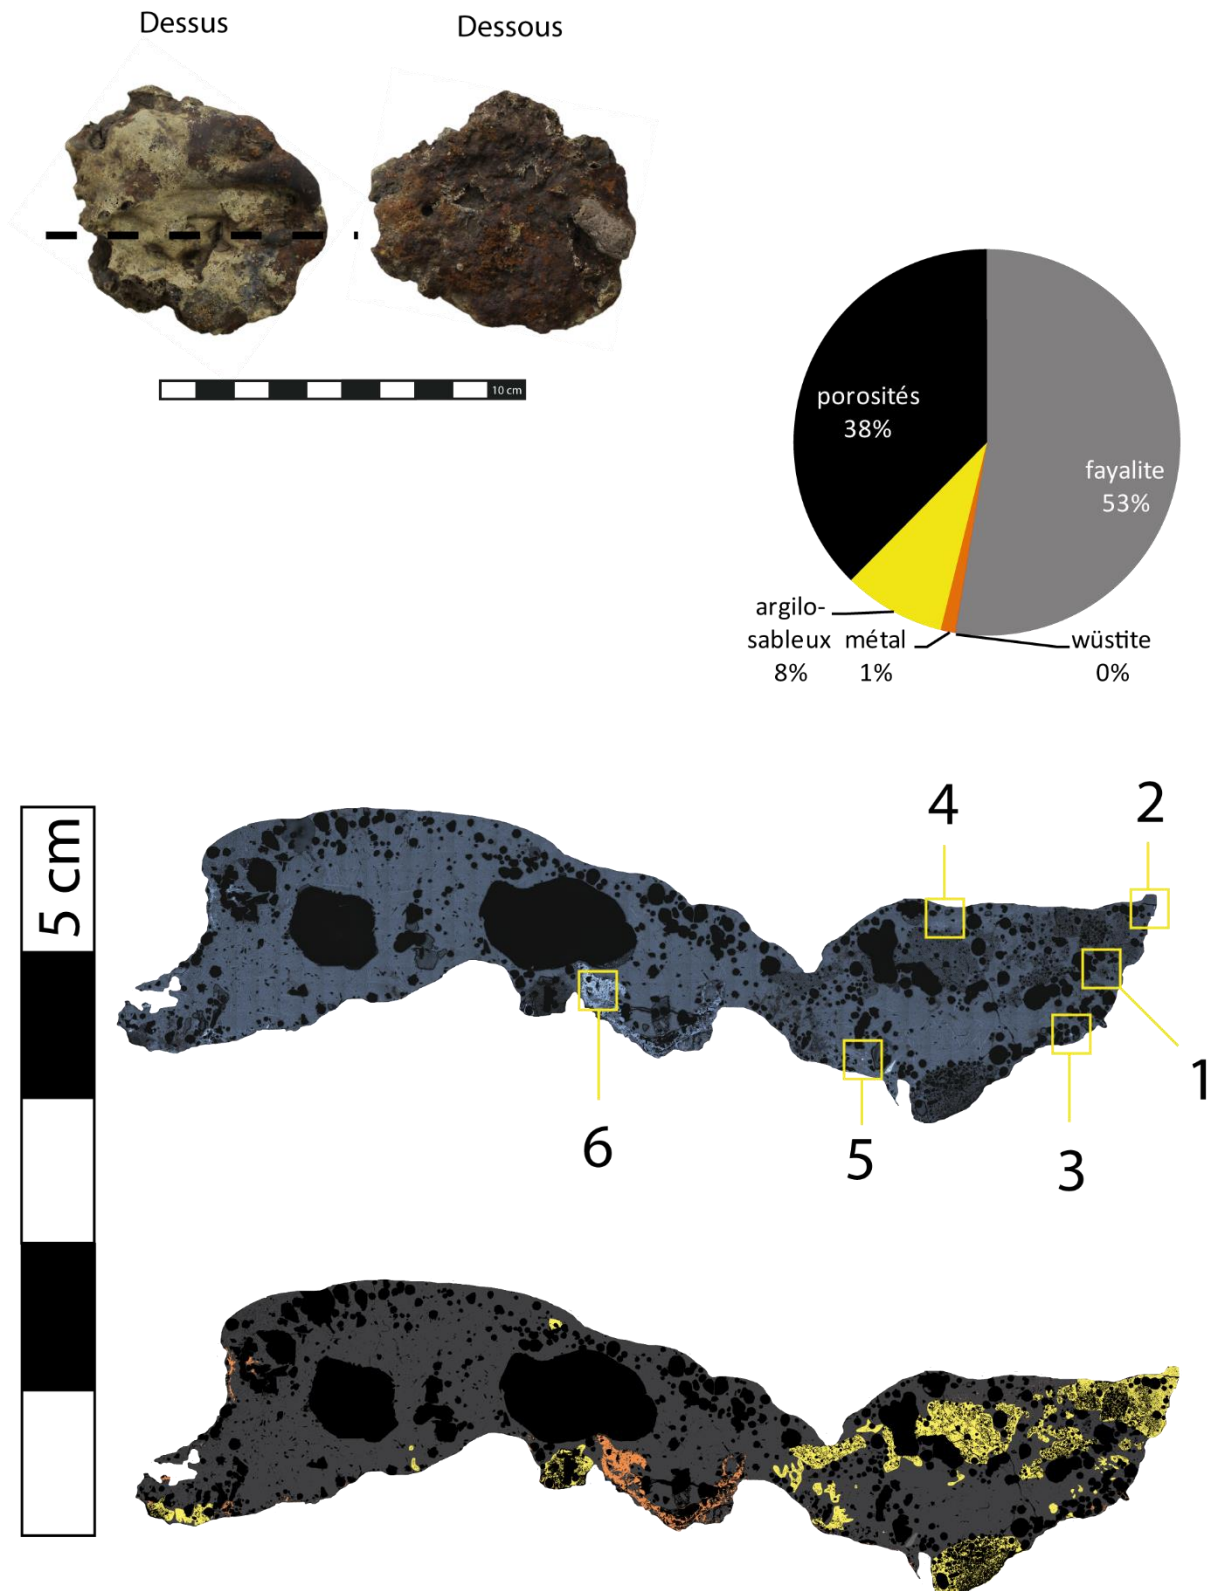 Dessus
Dessous
10 cm
porosités
38%
fayalite
53%
argilo-
sableux
8%
métal
1%
wüstite
0%
5 cm
4
2
6
5
3
1